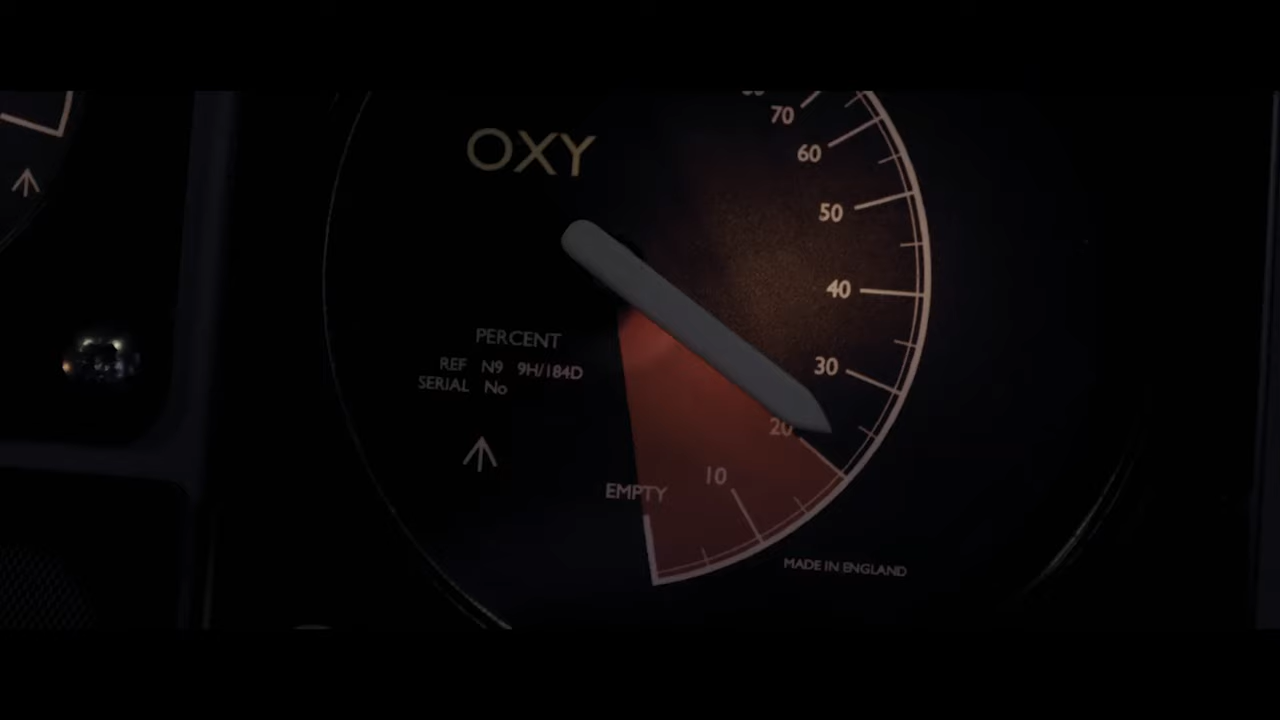 OXY
70
60
50
40
30
20
10
EMPTY
PERCENT
REF N9 9H/184D
SERIAL No
MADE IN ENGLAND